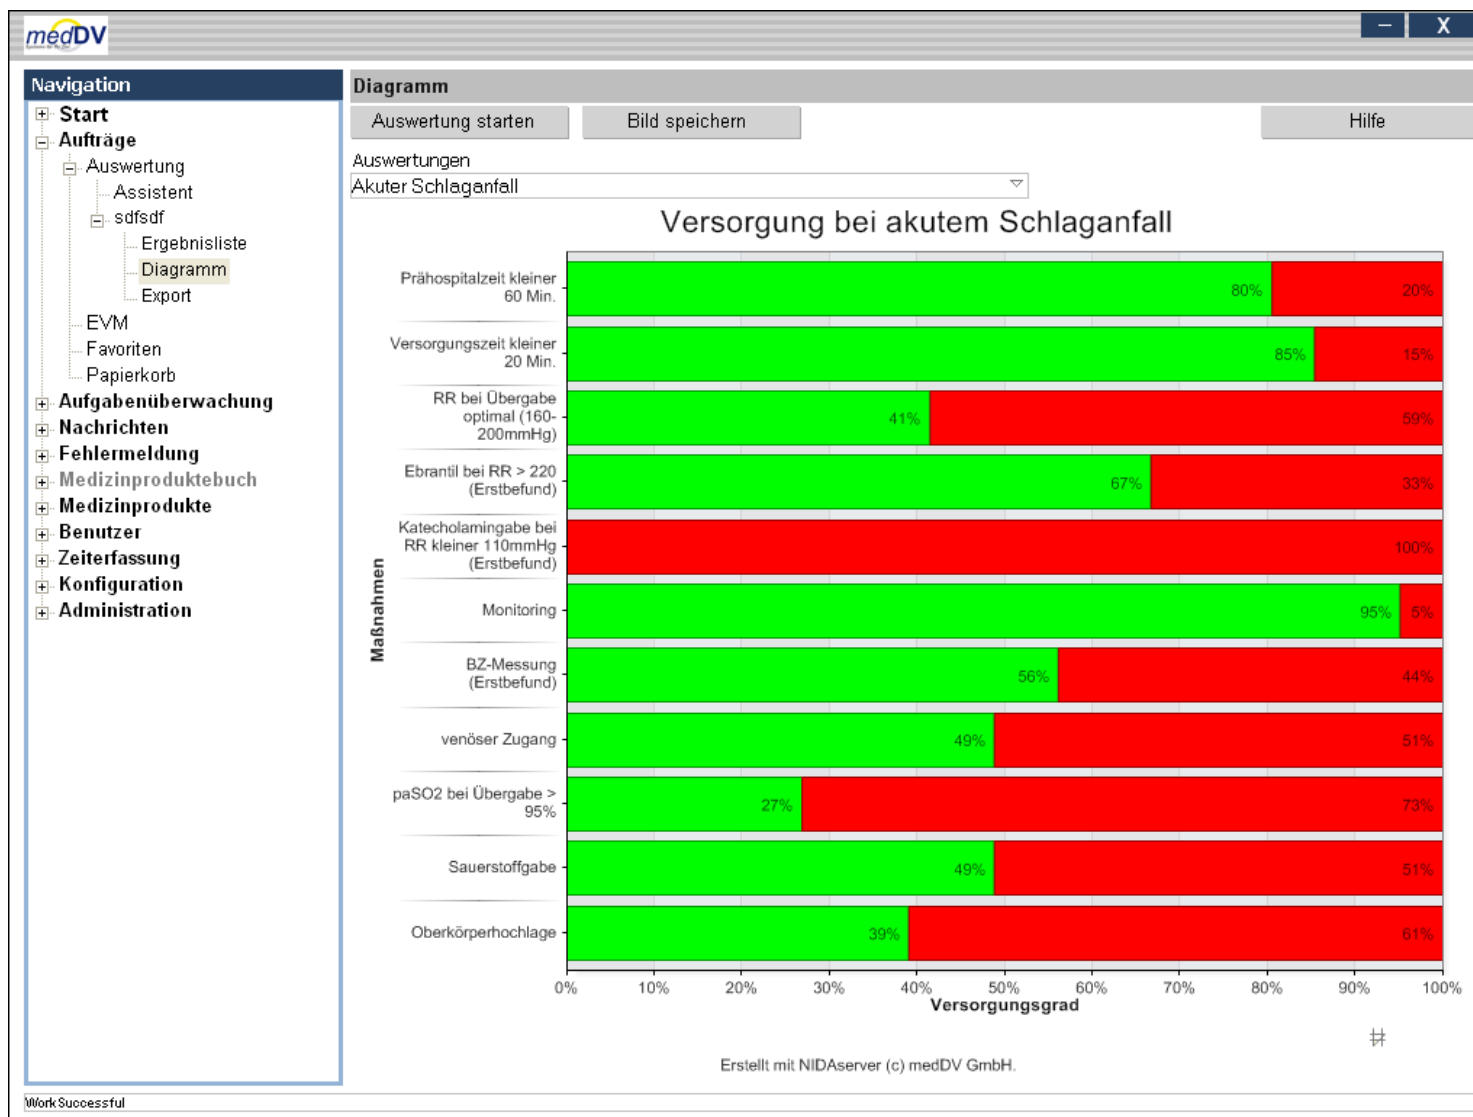 medDV
X
Navigation
Start
Aufträge
Auswertung
Assistent
sdfsdf
Ergebnisliste
Diagramm
Export
EVM
Favoriten
Papierkorb
Aufgabenüberwachung
Nachrichten
Fehlermeldung
Medizinproduktebuch
Medizinprodukte
Benutzer
Zeiterfassung
Konfiguration
Administration
Diagramm
Auswertung starten
Bild speichern
Hilfe
Auswertungen
Akuter Schlaganfall
Versorgung bei akutem Schlaganfall
Maßnahmen
Prähospitalzeit kleiner
60 Min.
80% 20%
Versorgungszeit kleiner
20 Min.
85% 15%
RR bei Übergabe
optimal (160-
200mmHg)
41% 59%
Ebrantil bei RR > 220
(Erstbefund)
67% 33%
Katecholamingabe bei
RR kleiner 110mmHg
(Erstbefund)
100%
Monitoring
95% 5%
BZ-Messung
(Erstbefund)
56% 44%
venöser Zugang
49% 51%
paSO2 bei Übergabe >
95%
27% 73%
Sauerstoffgabe
49% 51%
Oberkörperhochlage
39% 61%
0% 10% 20% 30% 40% 50% 60% 70% 80% 90% 100%
Versorgungsgrad
Erstellt mit NIDAserver (c) medDV GmbH.
Work Successful